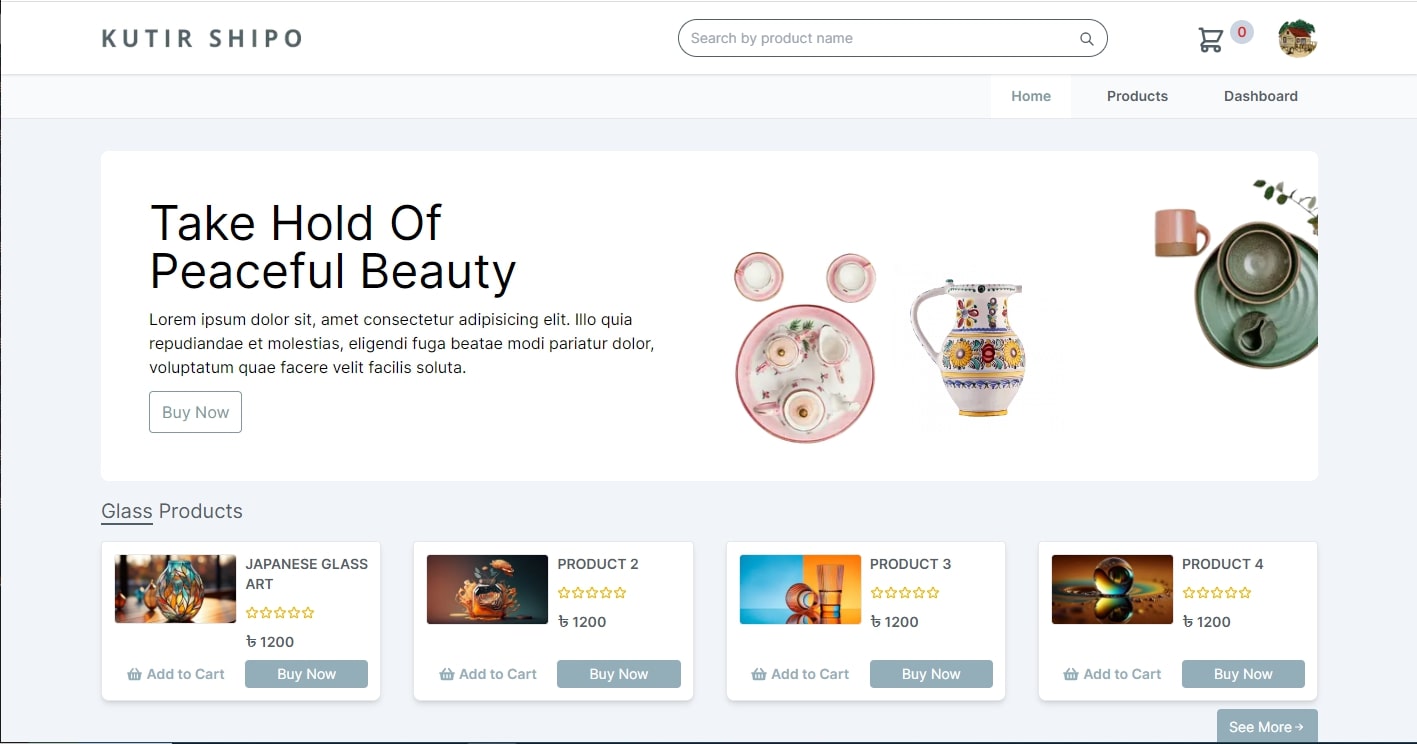 KUTIR SHIPO
Search by product name
0
Home
Products
Dashboard
Take Hold Of
Peaceful Beauty
Lorem ipsum dolor sit, amet consectetur adipisicing elit. Illo quia
repudiandae et molestias, eligendi fuga beatae modi pariatur dolor,
voluptatum quae facere velit facilis soluta.
Buy Now
Glass Products
JAPANESE GLASS
ART
৳ 1200
Add to Cart
Buy Now
PRODUCT 2
৳ 1200
Add to Cart
Buy Now
PRODUCT 3
৳ 1200
Add to Cart
Buy Now
PRODUCT 4
৳ 1200
Add to Cart
Buy Now
See More